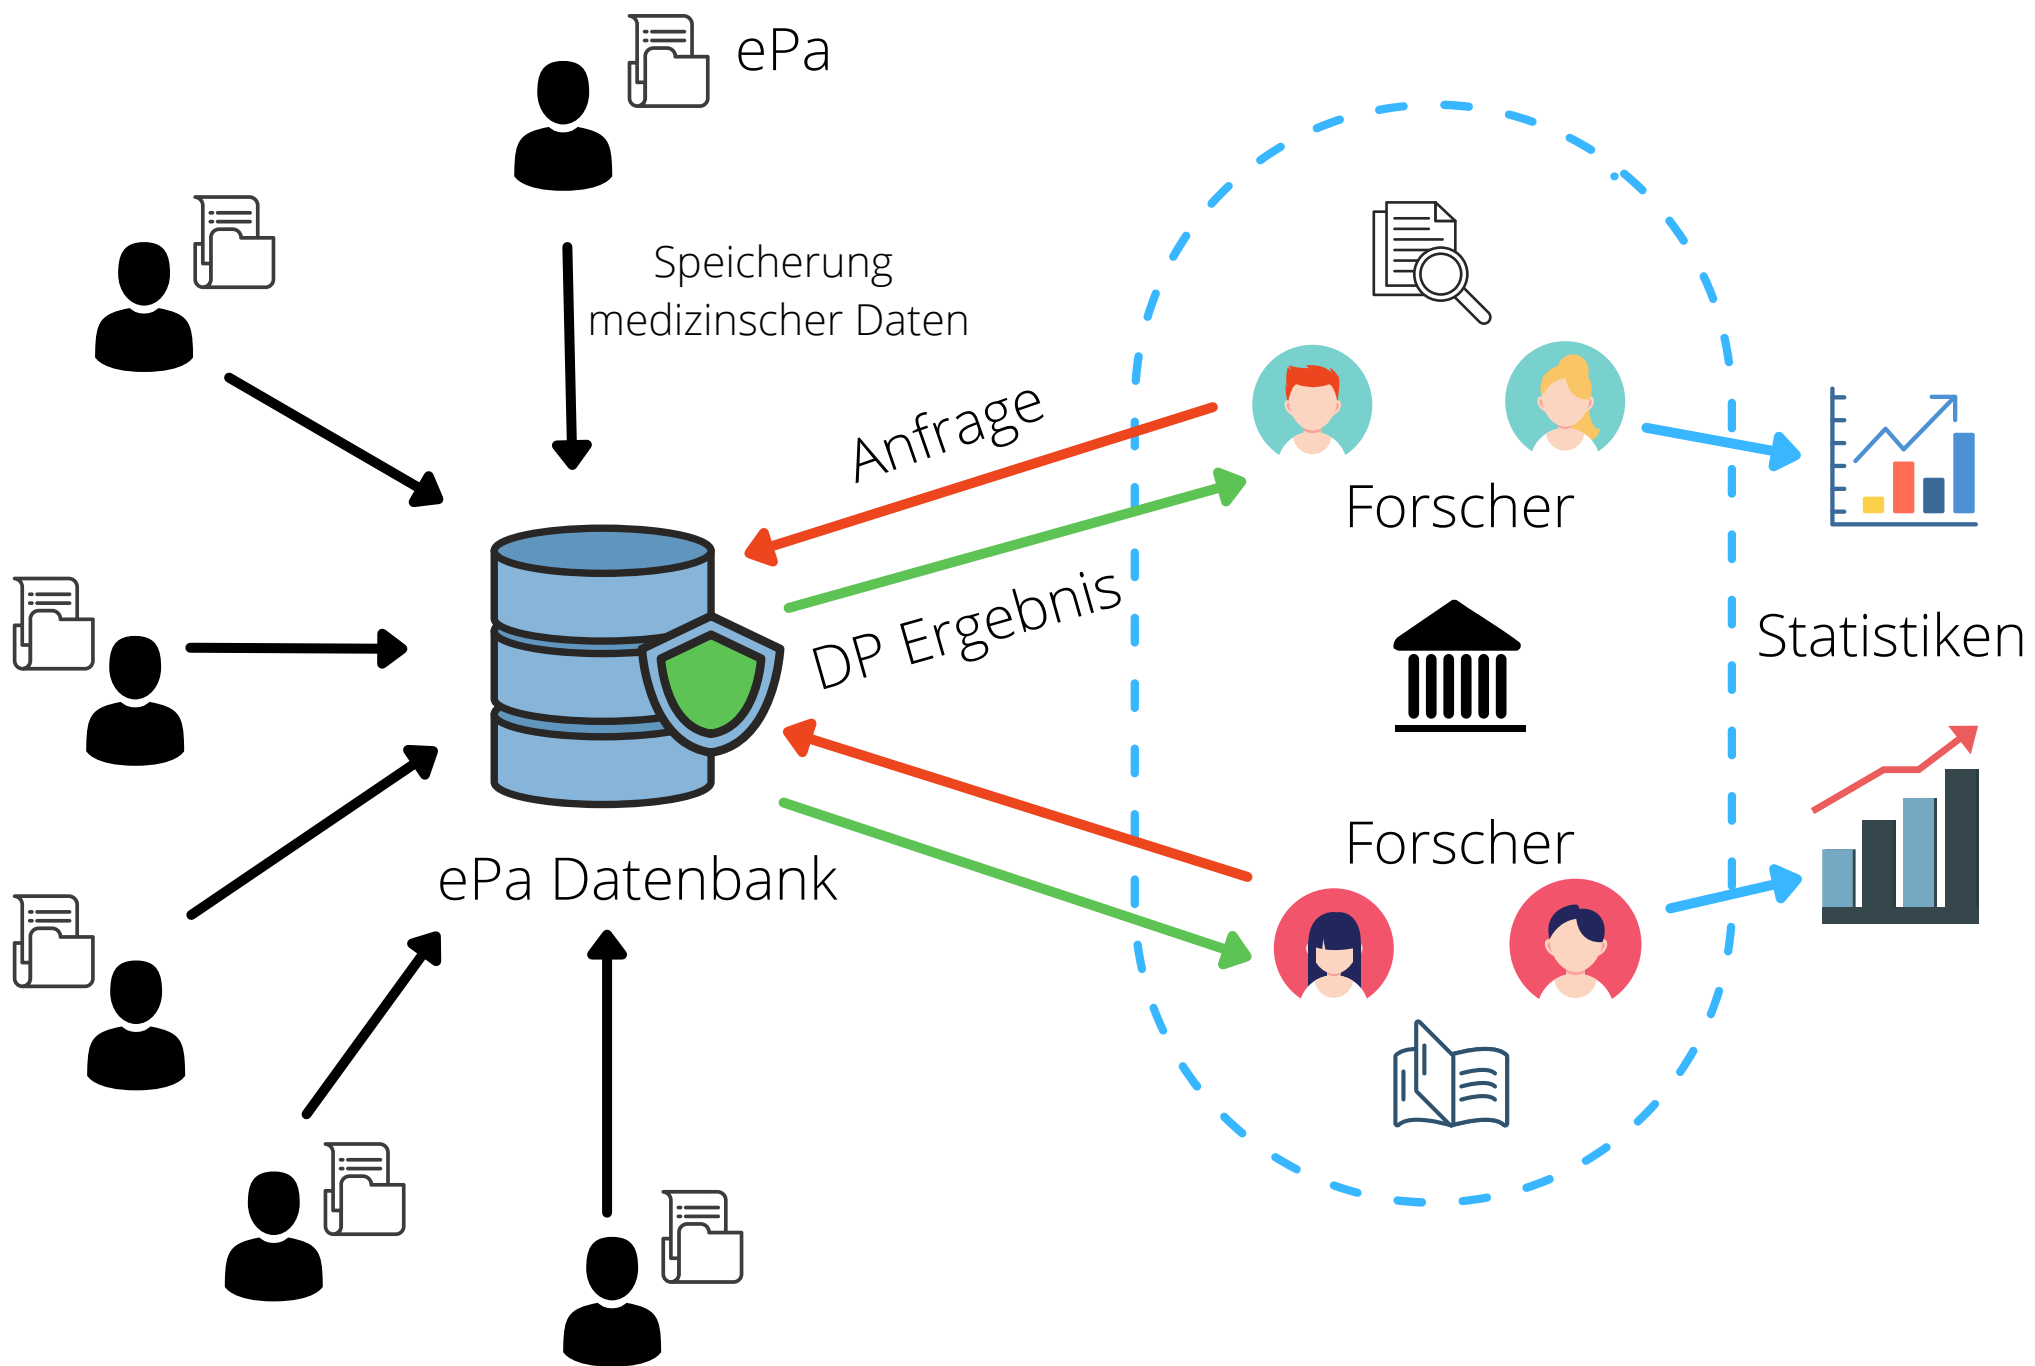 ePa
Speicherung
medizinscher Daten
Anfrage
DP Ergebnis
Forscher
Statistiken
Forscher
ePa Datenbank